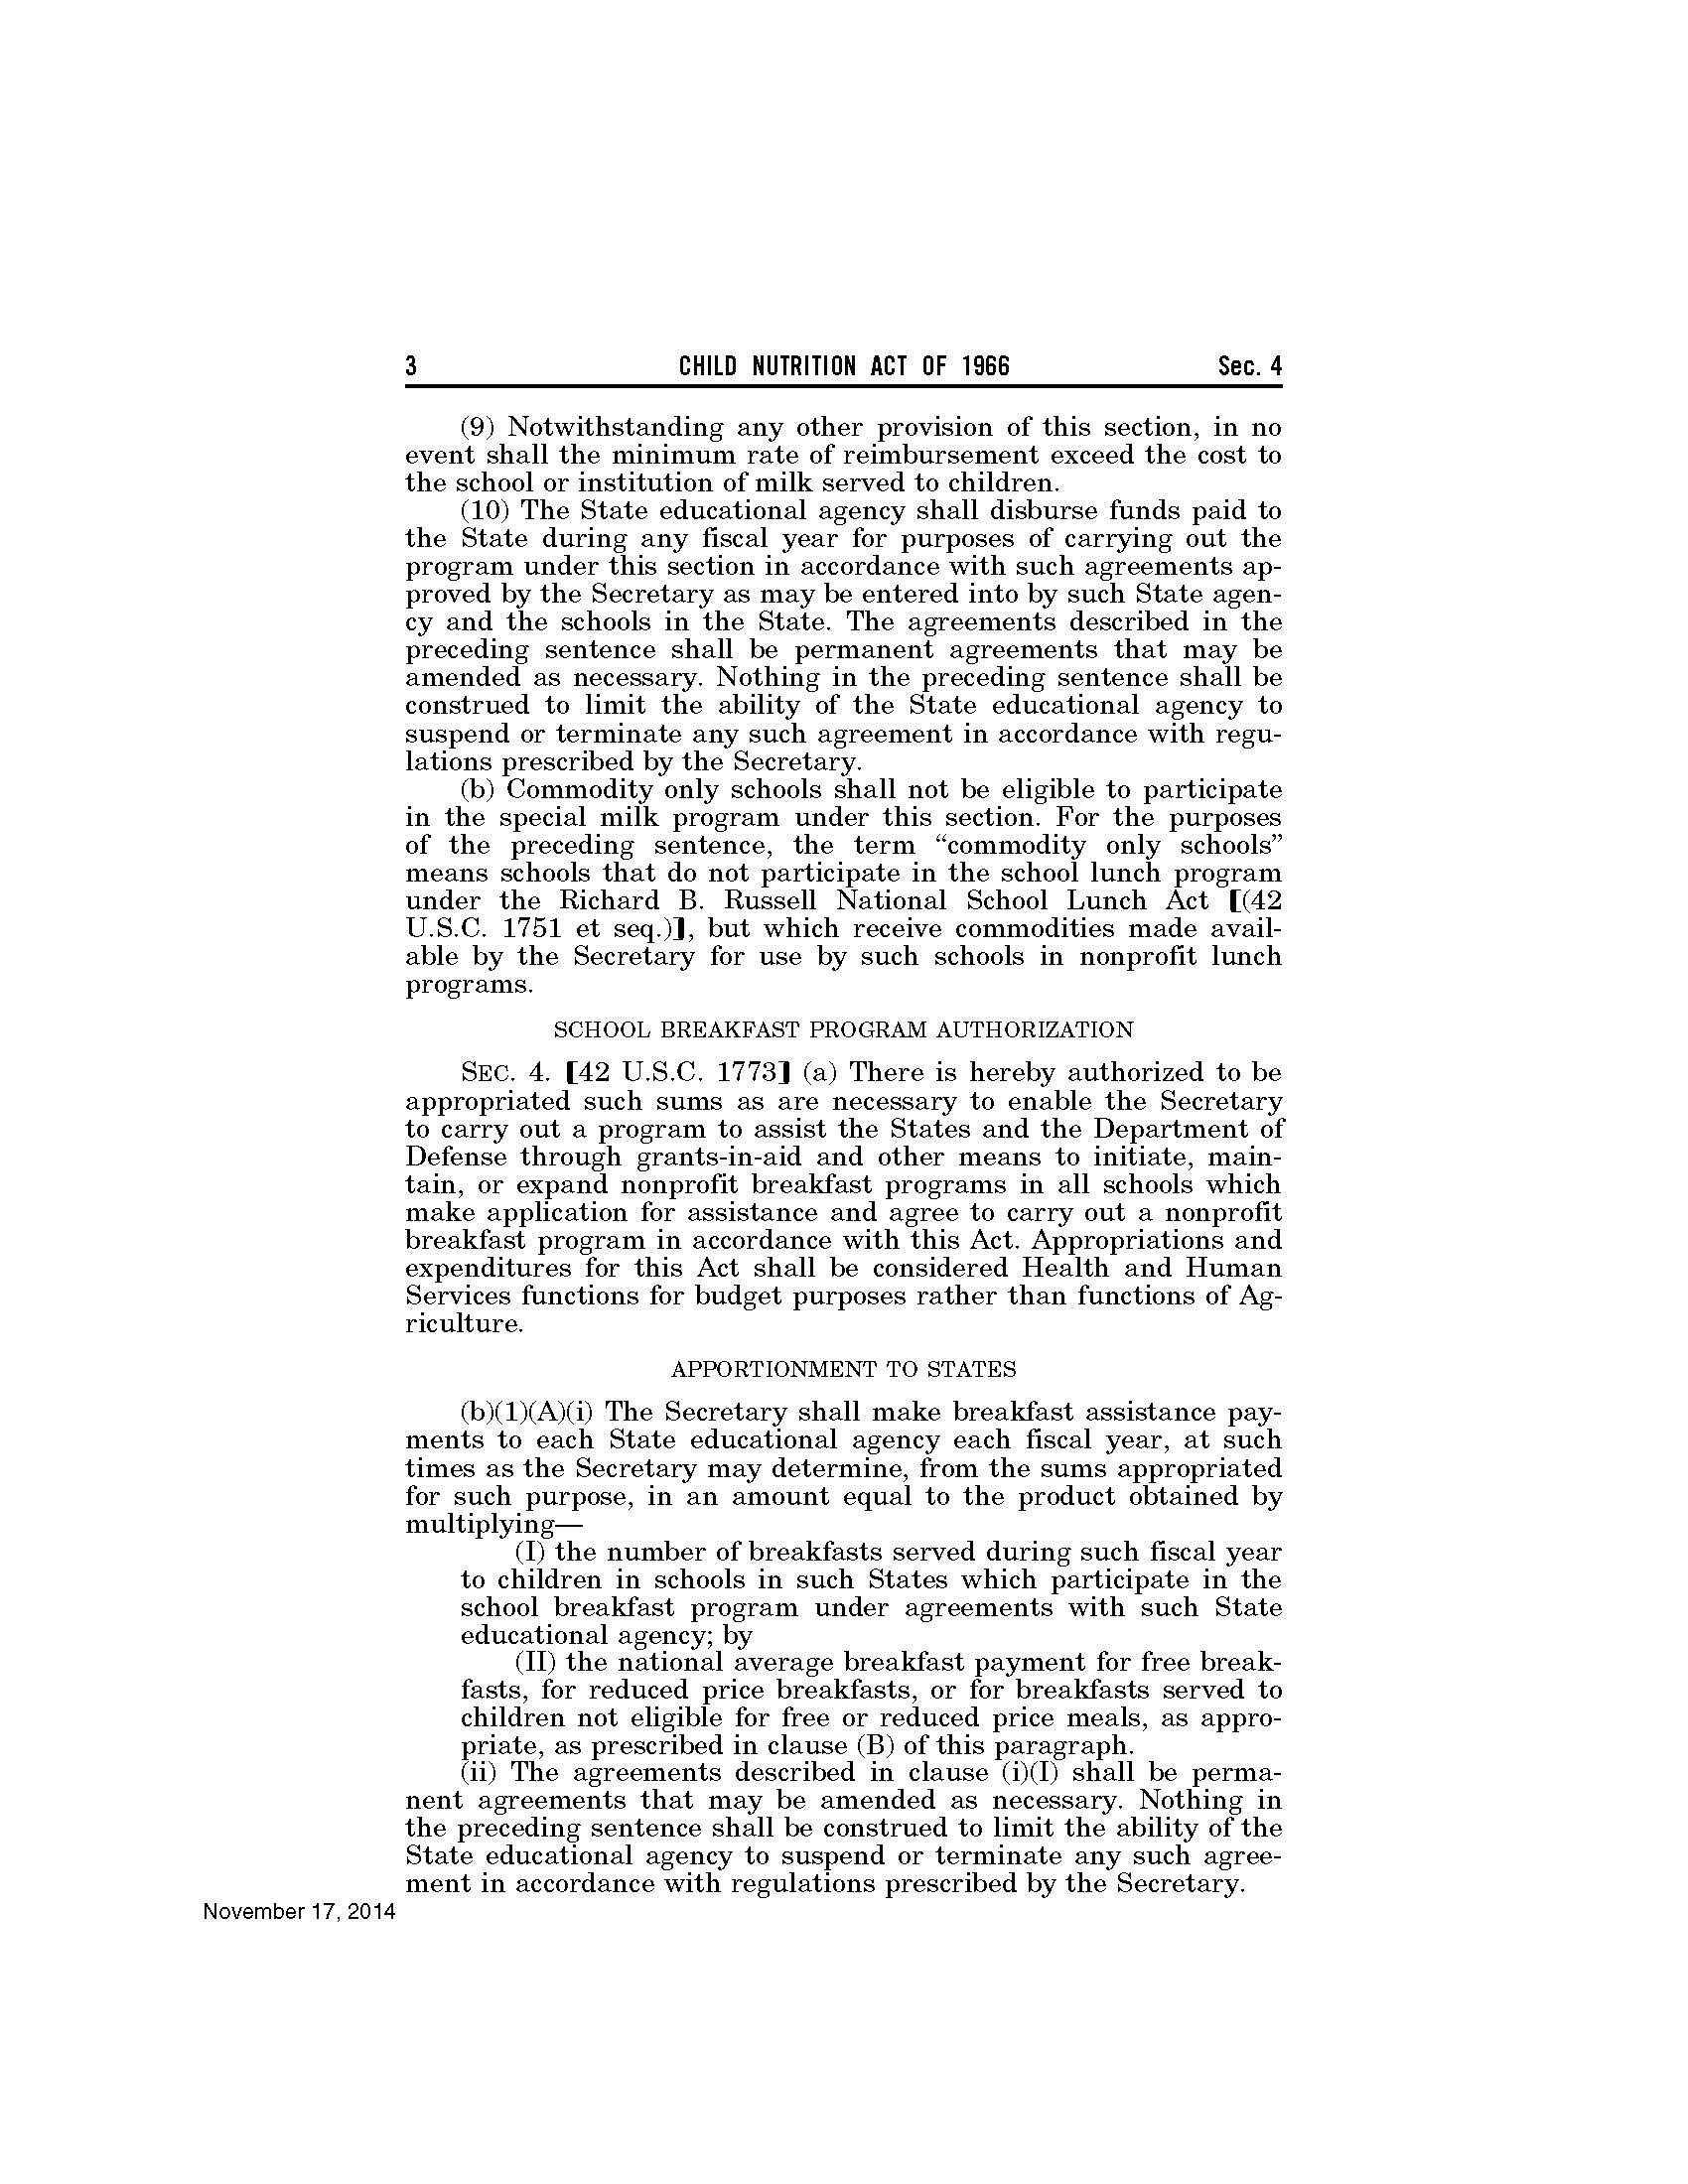 3 CHILD NUTRITION ACT OF 1966 Sec. 4
(9) Notwithstanding any other provision of this section, in no
event shall the minimum rate of reimbursement exceed the cost to
the school or institution of milk served to children.
(10) The State educational agency shall disburse funds paid to
the State during any fiscal year for purposes of carrying out the
program under this section in accordance with such agreements ap-
proved by the Secretary as may be entered into by such State agen-
cy and the schools in the State. The agreements described in the
preceding sentence shall be permanent agreements that may be
amended as necessary. Nothing in the preceding sentence shall be
construed to limit the ability of the State educational agency to
suspend or terminate any such agreement in accordance with regu-
lations prescribed by the Secretary.
(b) Commodity only schools shall not be eligible to participate
in the special milk program under this section. For the purposes
of the preceding sentence, the term “commodity only schools”
means schools that do not participate in the school lunch program
under the Richard B. Russell National School Lunch Act 【(42
U.S.C. 1751 et seq.)】, but which receive commodities made avail-
able by the Secretary for use by such schools in nonprofit lunch
programs.
SCHOOL BREAKFAST PROGRAM AUTHORIZATION
SEC. 4. 【42 U.S.C. 1773】 (a) There is hereby authorized to be
appropriated such sums as are necessary to enable the Secretary
to carry out a program to assist the States and the Department of
Defense through grants-in-aid and other means to initiate, main-
tain, or expand nonprofit breakfast programs in all schools which
make application for assistance and agree to carry out a nonprofit
breakfast program in accordance with this Act. Appropriations and
expenditures for this Act shall be considered Health and Human
Services functions for budget purposes rather than functions of Ag-
riculture.
APPORTIONMENT TO STATES
(b)(1)(A)(i) The Secretary shall make breakfast assistance pay-
ments to each State educational agency each fiscal year, at such
times as the Secretary may determine, from the sums appropriated
for such purpose, in an amount equal to the product obtained by
multiplying—
(I) the number of breakfasts served during such fiscal year
to children in schools in such States which participate in the
school breakfast program under agreements with such State
educational agency; by
(II) the national average breakfast payment for free break-
fasts, for reduced price breakfasts, or for breakfasts served to
children not eligible for free or reduced price meals, as appro-
priate, as prescribed in clause (B) of this paragraph.
(ii) The agreements described in clause (i)(I) shall be perma-
nent agreements that may be amended as necessary. Nothing in
the preceding sentence shall be construed to limit the ability of the
State educational agency to suspend or terminate any such agree-
ment in accordance with regulations prescribed by the Secretary.
November 17, 2014